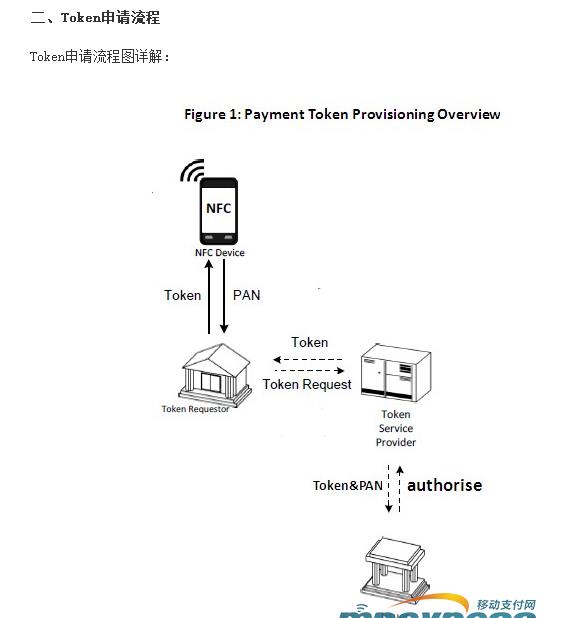 二、Token申请流程
Token申请流程图详解：
Figure 1: Payment Token Provisioning Overview
NFC
NFC Device
Token
PAN
Token
Token Request
Token Requestor
Token
Service
Provider
Token&PAN
authorise
移动支付网